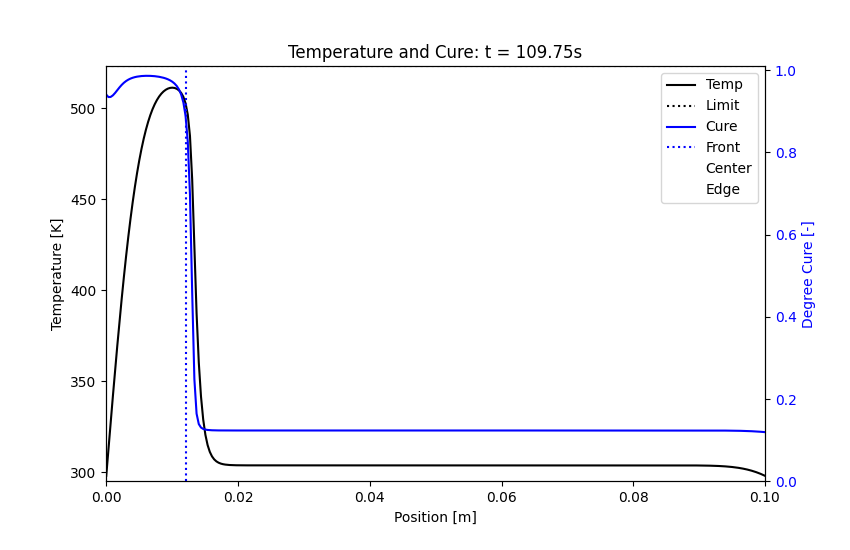 Temperature and Cure: t = 109.75s
Temperature [K]
500
450
400
350
300
Temp
Limit
Cure
Front
Center
Edge
1.0
0.8
0.6
0.4
0.2
0.0
Degree Cure [-]
0.00
0.02
0.04
0.06
0.08
0.10
Position [m]